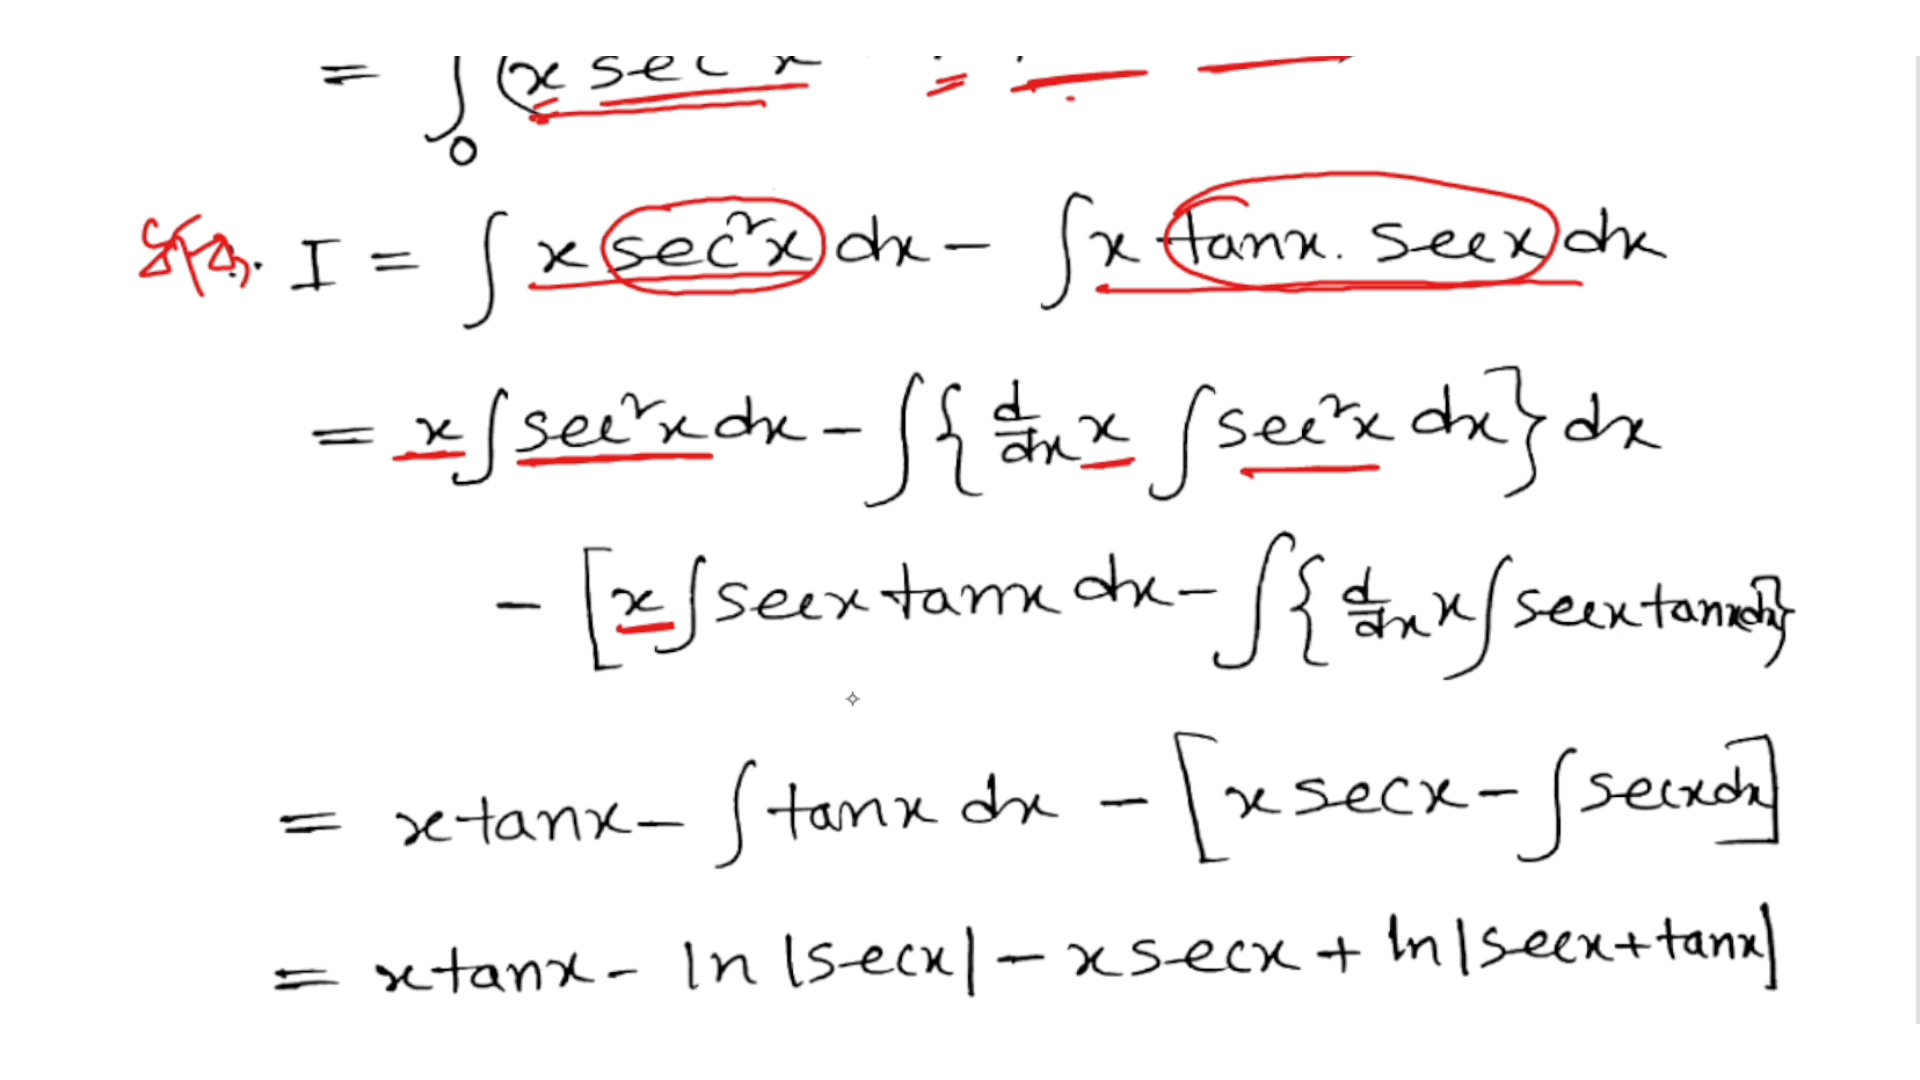 = ∫₀ (x sec x
ধরি, I = ∫ x sec²x dx - ∫ x tanx. secx dx
= x ∫ sec²x dx - ∫ { d/dx x ∫ sec²x dx } dx
- [ x ∫ secx tanx dx - ∫ { d/dx x ∫ secx tanx dx }
= x tanx - ∫ tanx dx - [ x secx - ∫ secx dx ]
= x tanx - ln |secx| - x secx + ln |secx + tanx|